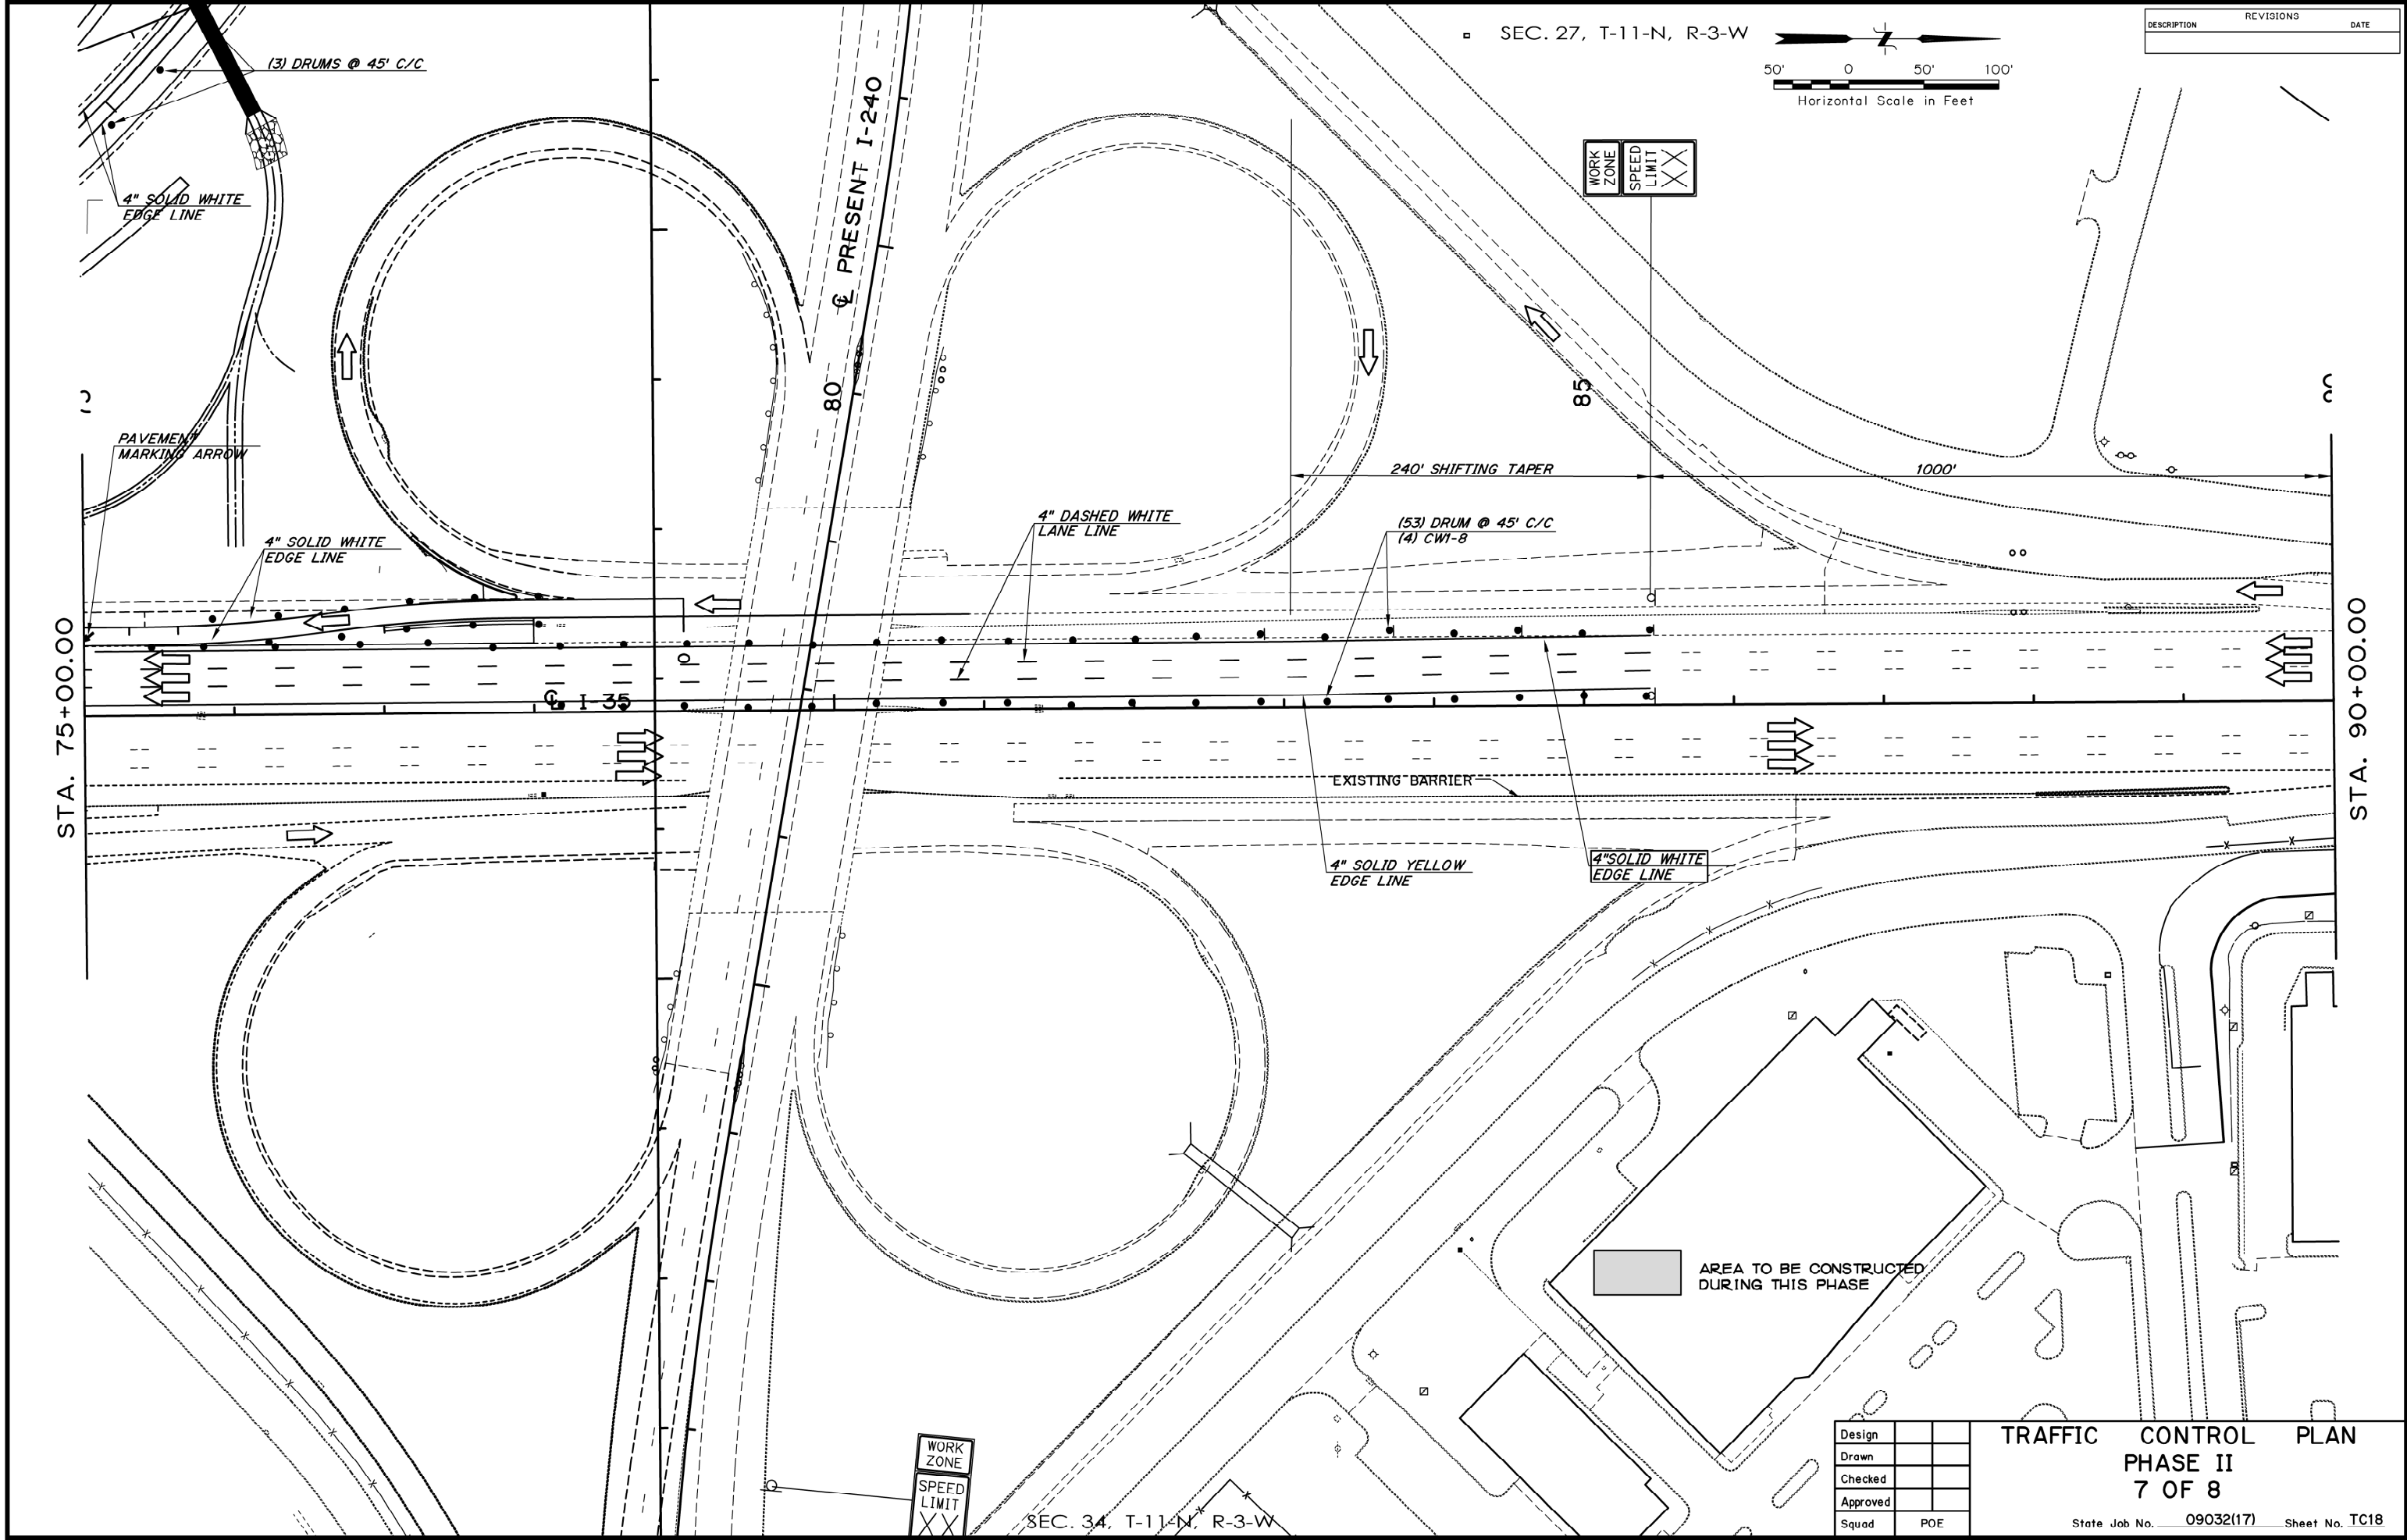 REVISIONS
DESCRIPTION DATE
SEC. 27, T-11-N, R-3-W
50' 0 50' 100'
Horizontal Scale in Feet
(3) DRUMS @ 45' C/C
4" SOLID WHITE
EDGE LINE
℄ PRESENT I-240
WORK
ZONE
SPEED
LIMIT
XX
80
85
PAVEMENT
MARKING ARROW
240' SHIFTING TAPER
1000'
4" SOLID WHITE
EDGE LINE
4" DASHED WHITE
LANE LINE
(53) DRUM @ 45' C/C
(4) CW1-8
STA. 75+00.00
STA. 90+00.00
0
℄ I-35
EXISTING BARRIER
4" SOLID YELLOW
EDGE LINE
4"SOLID WHITE
EDGE LINE
AREA TO BE CONSTRUCTED
DURING THIS PHASE
WORK
ZONE
SPEED
LIMIT
XX
SEC. 34, T-11-N, R-3-W
Design
Drawn
Checked
Approved
Squad POE
TRAFFIC CONTROL PLAN
PHASE II
7 OF 8
State Job No. 09032(17) Sheet No. TC18